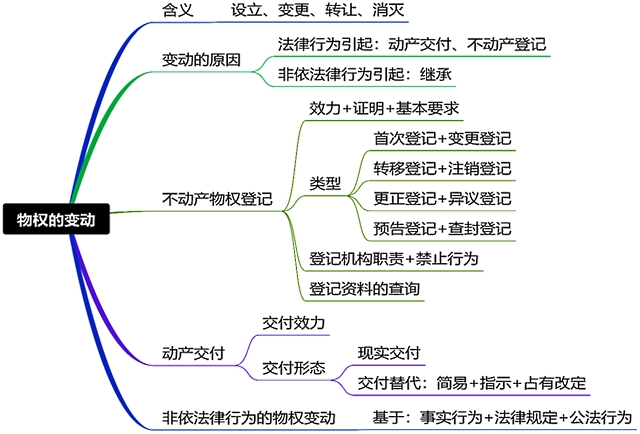 物权的变动
含义
设立、变更、转让、消灭
变动的原因
法律行为引起：动产交付、不动产登记
非依法律行为引起：继承
不动产物权登记
效力+证明+基本要求
类型
首次登记+变更登记
转移登记+注销登记
更正登记+异议登记
预告登记+查封登记
登记机构职责+禁止行为
登记资料的查询
动产交付
交付效力
交付形态
现实交付
交付替代：简易+指示+占有改定
非依法律行为的物权变动
基于：事实行为+法律规定+公法行为